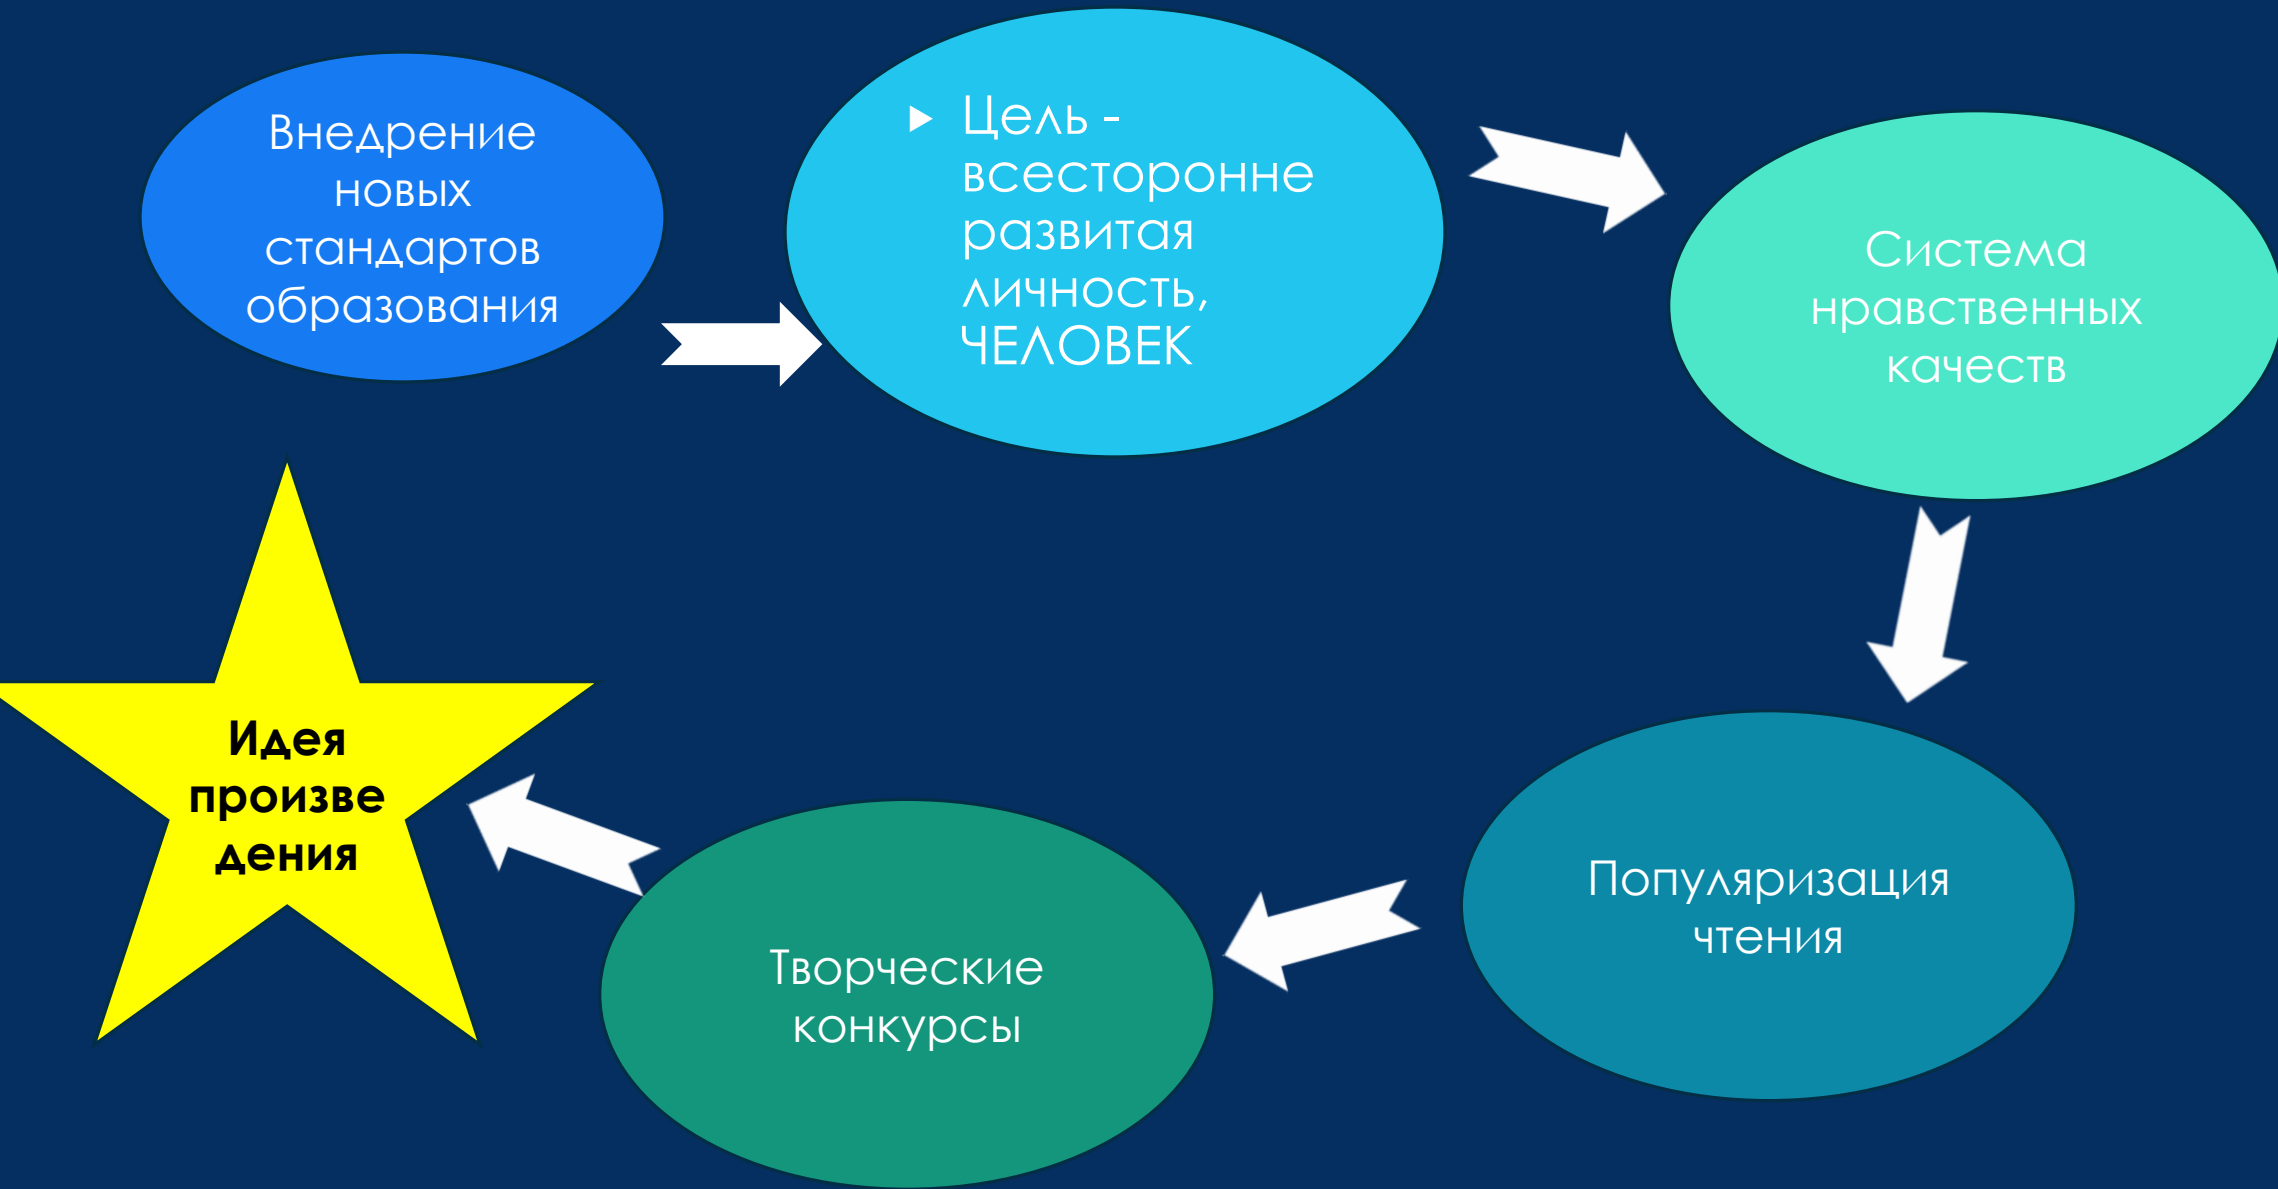 Внедрение
новых
стандартов
образования
Цель -
всесторонне
развитая
личность,
ЧЕЛОВЕК
Система
нравственных
качеств
Популяризация
чтения
Творческие
конкурсы
Идея
произве
дения